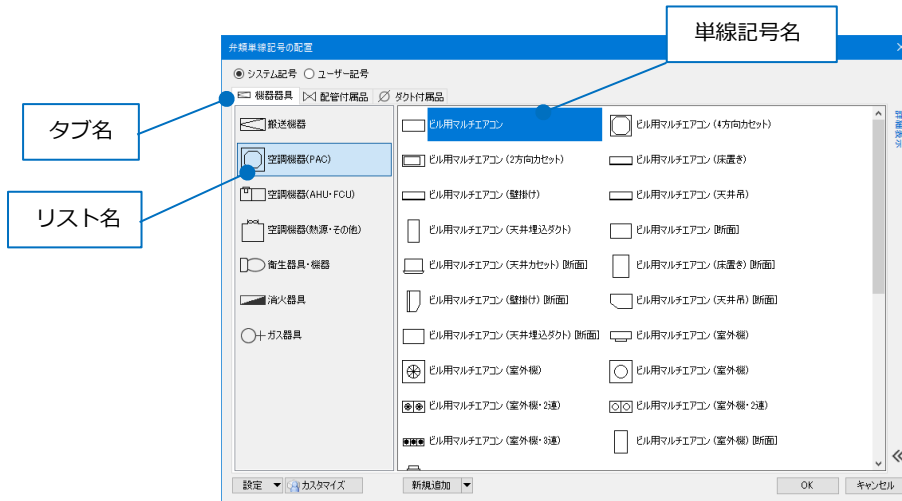 単線記号名
弁類単線記号の配置
システム記号 ユーザー記号
機器器具 配管付属品 ダクト付属品
タブ名
リスト名
搬送機器
空調機器(PAC)
空調機器(AHU・FCU)
空調機器(熱源・その他)
衛生器具・機器
消火器具
ガス器具
ビル用マルチエアコン ビル用マルチエアコン (4方向カセット)
ビル用マルチエアコン (2方向カセット) ビル用マルチエアコン (床置き)
ビル用マルチエアコン (壁掛け) ビル用マルチエアコン (天井吊)
ビル用マルチエアコン (天井埋込ダクト) ビル用マルチエアコン [断面]
ビル用マルチエアコン (天井カセット) [断面] ビル用マルチエアコン (床置き) [断面]
ビル用マルチエアコン (壁掛け) [断面] ビル用マルチエアコン (天井吊) [断面]
ビル用マルチエアコン (天井埋込ダクト) [断面] ビル用マルチエアコン (室外機)
ビル用マルチエアコン (室外機) ビル用マルチエアコン (室外機)
ビル用マルチエアコン (室外機・2連) ビル用マルチエアコン (室外機・2連)
ビル用マルチエアコン (室外機・3連) ビル用マルチエアコン (室外機) [断面]
詳細表示
設定 カスタマイズ 新規追加 OK キャンセル